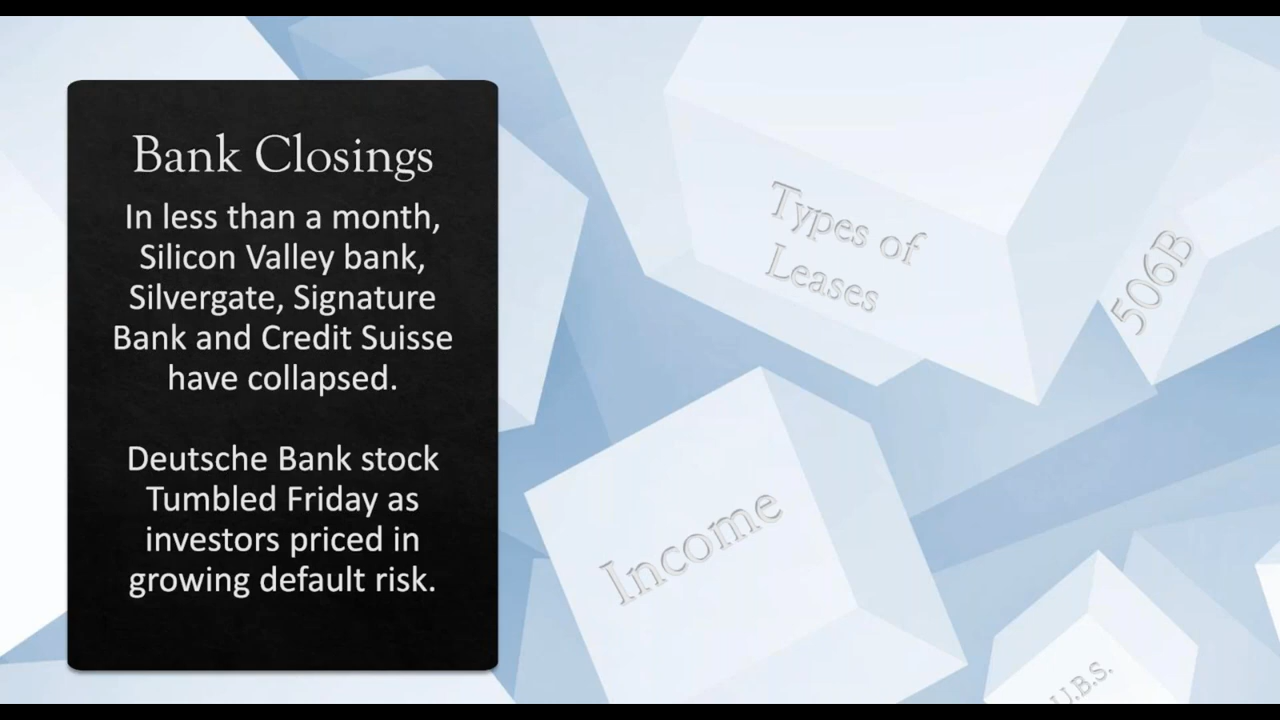 Bank Closings
In less than a month,
Silicon Valley bank,
Silvergate, Signature
Bank and Credit Suisse
have collapsed.
Deutsche Bank stock
Tumbled Friday as
investors priced in
growing default risk.
Types of
Leases
506B
Income
U.B.S.